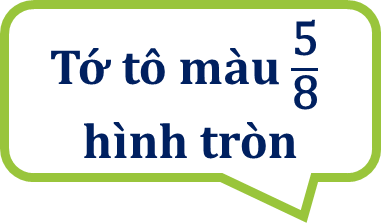 Tớ tô màu 5/8
hình tròn